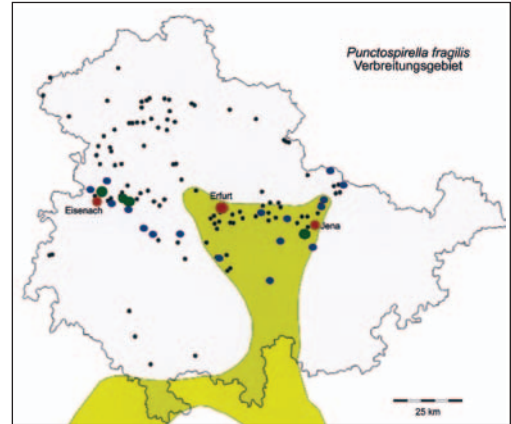 Punctospirella fragilis
Verbreitungsgebiet
Erfurt
Eisenach
Jena
25 km